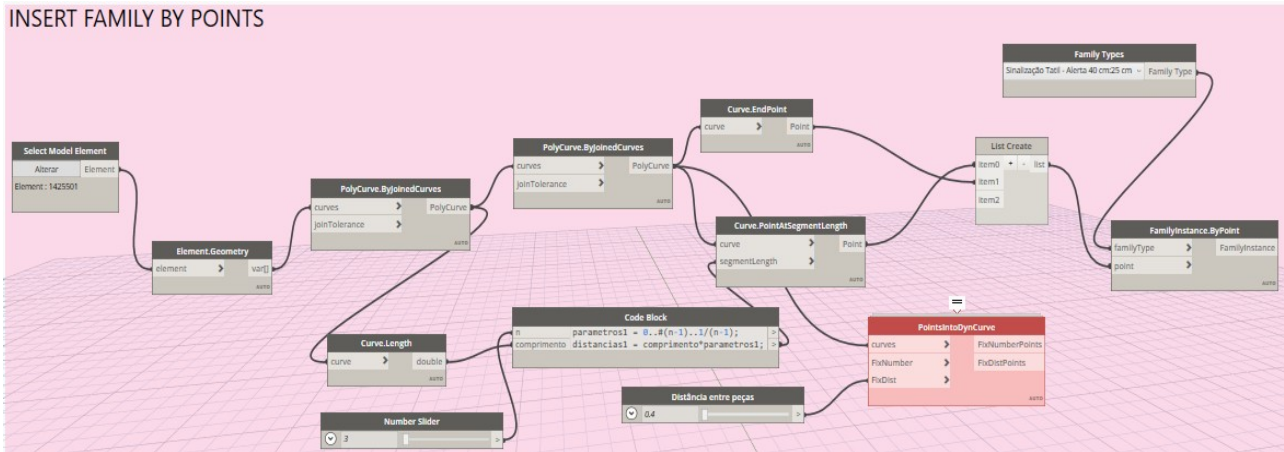 INSERT FAMILY BY POINTS
Select Model Element
Alterar Element
Element : 1425501
Element.Geometry
element > var[]
AUTO
PolyCurve.ByJoinedCurves
curves > PolyCurve
joinTolerance >
AUTO
PolyCurve.ByJoinedCurves
curves > PolyCurve
joinTolerance >
AUTO
Curve.Length
curve > double
AUTO
Number Slider
3 >
Code Block
n parametros1 = 0..#(n-1)..1/(n-1); >
comprimento distancias1 = comprimento*parametros1; >
Curve.EndPoint
curve > Point
AUTO
Curve.PointAtSegmentLength
curve > Point
segmentLength >
AUTO
Distância entre peças
0.4 >
PointsIntoDynCurve
curves > FixNumberPoints
FixNumber > FixDistPoints
FixDist >
AUTO
List Create
item0 + - list
item1
item2
Family Types
Sinalização Tatil - Alerta 40 cm:25 cm Family Type
FamilyInstance.ByPoint
familyType > FamilyInstance
point >
AUTO